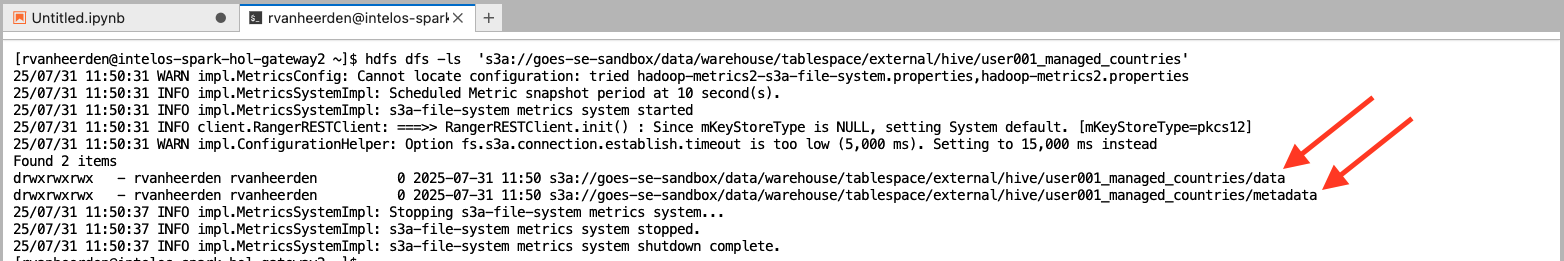 Untitled.ipynb
rvanheerden@intelos-spark
[rvanheerden@intelos-spark-hol-gateway2 ~]$ hdfs dfs -ls  's3a://goes-se-sandbox/data/warehouse/tablespace/external/hive/user001_managed_countries'
25/07/31 11:50:31 WARN impl.MetricsConfig: Cannot locate configuration: tried hadoop-metrics2-s3a-file-system.properties,hadoop-metrics2.properties
25/07/31 11:50:31 INFO impl.MetricsSystemImpl: Scheduled Metric snapshot period at 10 second(s).
25/07/31 11:50:31 INFO impl.MetricsSystemImpl: s3a-file-system metrics system started
25/07/31 11:50:31 INFO client.RangerRESTClient: ===>> RangerRESTClient.init() : Since mKeyStoreType is NULL, setting System default. [mKeyStoreType=pkcs12]
25/07/31 11:50:31 WARN impl.ConfigurationHelper: Option fs.s3a.connection.establish.timeout is too low (5,000 ms). Setting to 15,000 ms instead
Found 2 items
drwxrwxrwx   - rvanheerden rvanheerden          0 2025-07-31 11:50 s3a://goes-se-sandbox/data/warehouse/tablespace/external/hive/user001_managed_countries/data
drwxrwxrwx   - rvanheerden rvanheerden          0 2025-07-31 11:50 s3a://goes-se-sandbox/data/warehouse/tablespace/external/hive/user001_managed_countries/metadata
25/07/31 11:50:37 INFO impl.MetricsSystemImpl: Stopping s3a-file-system metrics system...
25/07/31 11:50:37 INFO impl.MetricsSystemImpl: s3a-file-system metrics system stopped.
25/07/31 11:50:37 INFO impl.MetricsSystemImpl: s3a-file-system metrics system shutdown complete.